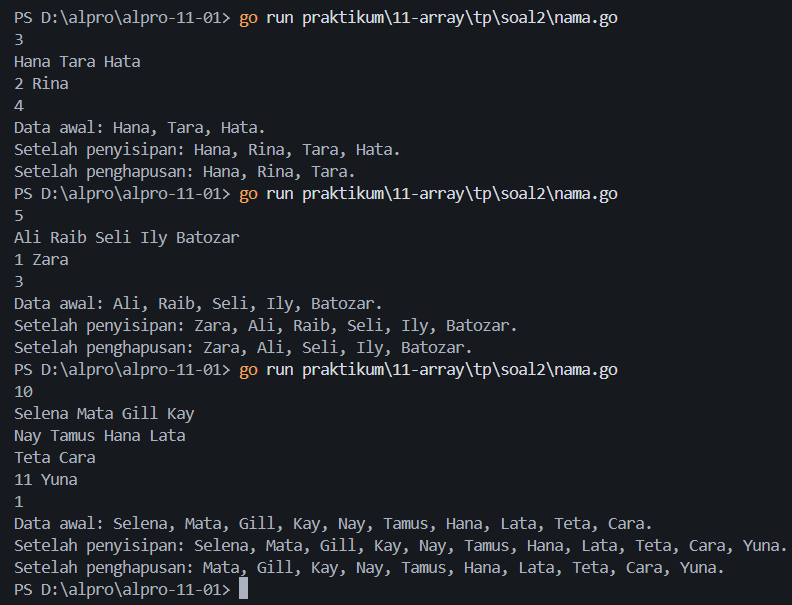 PS D:\alpro\alpro-11-01> go run praktikum\11-array\tp\soal2\nama.go
3
Hana Tara Hata
2 Rina
4
Data awal: Hana, Tara, Hata.
Setelah penyisipan: Hana, Rina, Tara, Hata.
Setelah penghapusan: Hana, Rina, Tara.
PS D:\alpro\alpro-11-01> go run praktikum\11-array\tp\soal2\nama.go
5
Ali Raib Seli Ily Batozar
1 Zara
3
Data awal: Ali, Raib, Seli, Ily, Batozar.
Setelah penyisipan: Zara, Ali, Raib, Seli, Ily, Batozar.
Setelah penghapusan: Zara, Ali, Seli, Ily, Batozar.
PS D:\alpro\alpro-11-01> go run praktikum\11-array\tp\soal2\nama.go
10
Selena Mata Gill Kay
Nay Tamus Hana Lata
Teta Cara
11 Yuna
1
Data awal: Selena, Mata, Gill, Kay, Nay, Tamus, Hana, Lata, Teta, Cara.
Setelah penyisipan: Selena, Mata, Gill, Kay, Nay, Tamus, Hana, Lata, Teta, Cara, Yuna.
Setelah penghapusan: Mata, Gill, Kay, Nay, Tamus, Hana, Lata, Teta, Cara, Yuna.
PS D:\alpro\alpro-11-01>